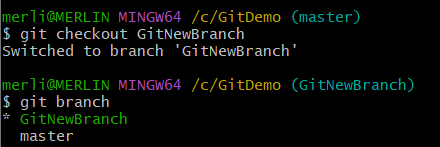 merli@MERLIN MINGW64 /c/GitDemo (master)
$ git checkout GitNewBranch
Switched to branch 'GitNewBranch'
merli@MERLIN MINGW64 /c/GitDemo (GitNewBranch)
$ git branch
* GitNewBranch
  master